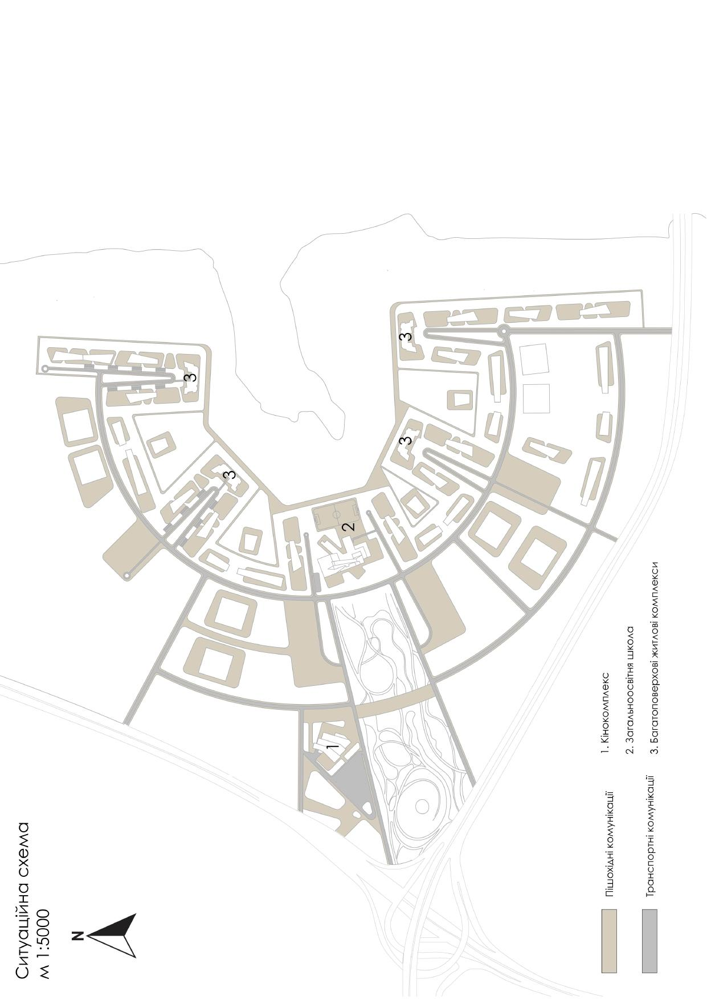 Ситуаційна схема
м 1:5000
N
3
3
3
3
2
1
Пішохідні комунікації
Транспортні комунікації
1. Кінокомплекс
2. Загальноосвітня школа
3. Багатоповерхові житлові комплекси